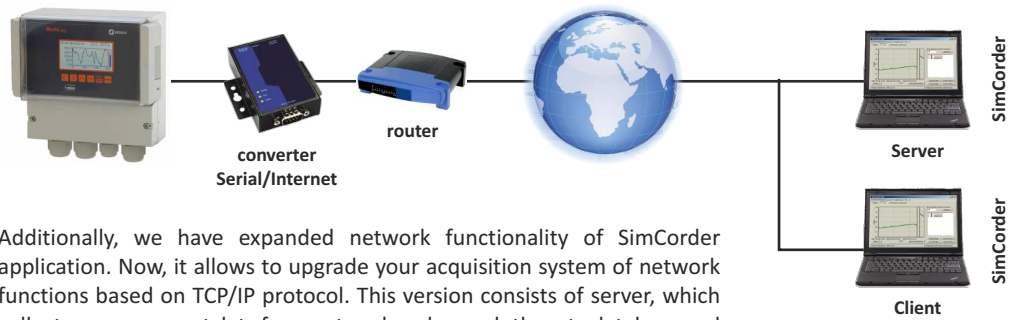 SimCorder
router
Server
converter
Serial/Internet
SimCorder
Additionally, we have expanded network functionality of SimCorder
application. Now, it allows to upgrade your acquisition system of network
functions based on TCP/IP protocol. This version consists of server, which
Client